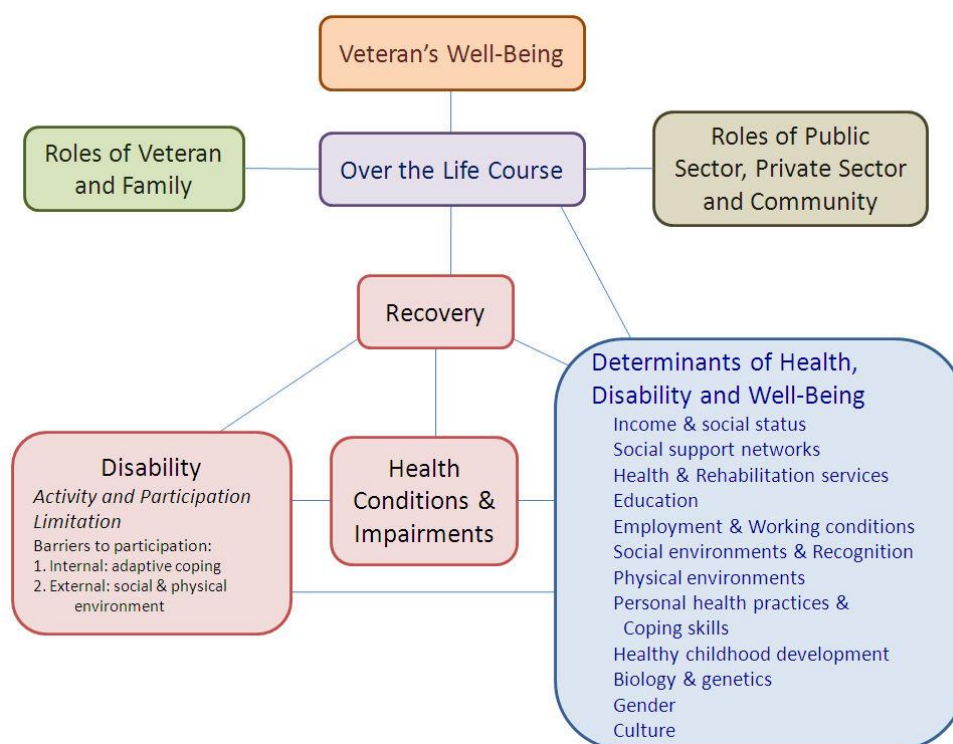 Veteran's Well-Being
Roles of Veteran
and Family
Over the Life Course
Roles of Public
Sector, Private Sector
and Community
Recovery
Disability
Activity and Participation
Limitation
Barriers to participation:
1. Internal: adaptive coping
2. External: social & physical
environment
Health
Conditions &
Impairments
Determinants of Health,
Disability and Well-Being
Income & social status
Social support networks
Health & Rehabilitation services
Education
Employment & Working conditions
Social environments & Recognition
Physical environments
Personal health practices &
Coping skills
Healthy childhood development
Biology & genetics
Gender
Culture